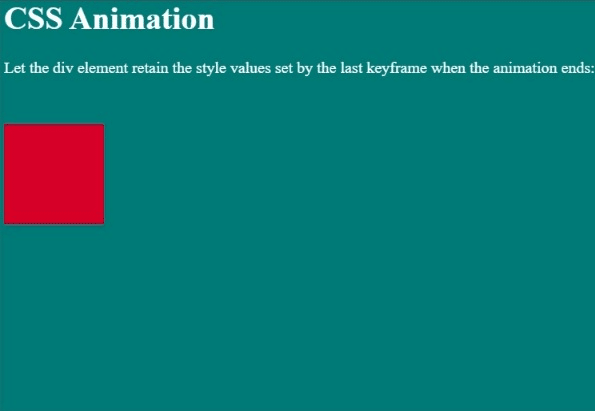 CSS Animation
Let the div element retain the style values set by the last keyframe when the animation ends: